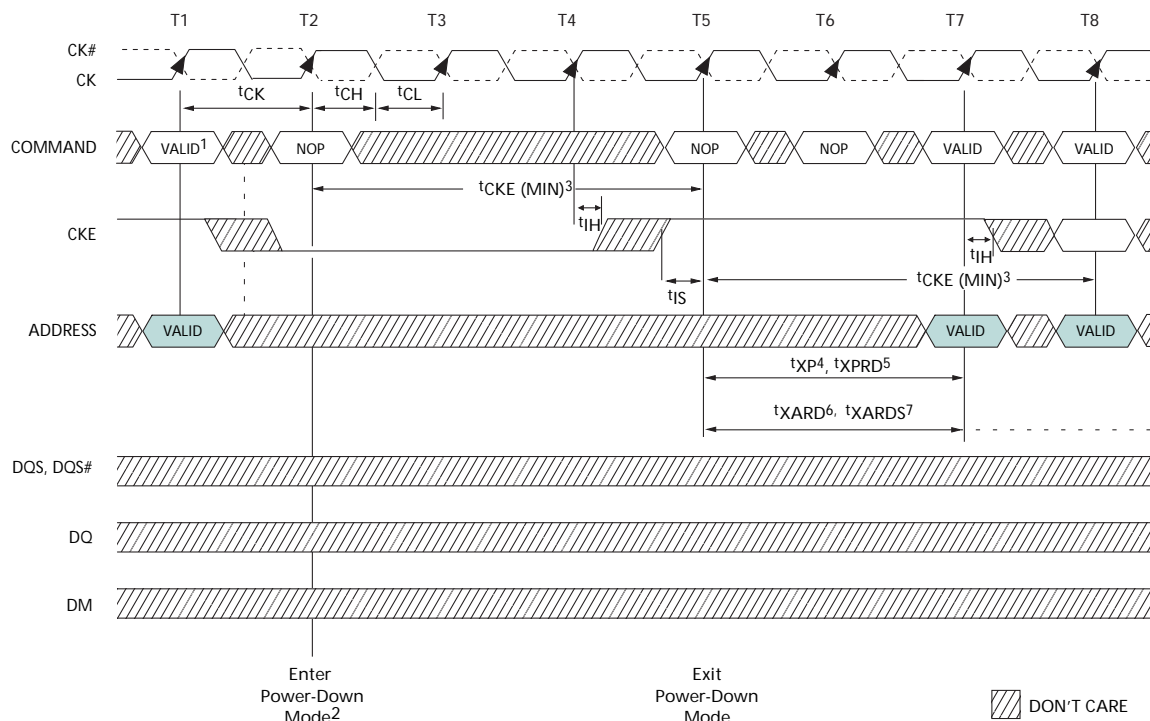 T1 T2 T3 T4 T5 T6 T7 T8
CK#
CK
tCK tCH tCL
COMMAND VALID1 NOP NOP NOP VALID VALID
tCKE (MIN)3
tIH
CKE
tIH
tCKE (MIN)3
tIS
ADDRESS VALID VALID VALID
tXP4, tXPRD5
tXARD6, tXARDS7
DQS, DQS#
DQ
DM
Enter
Power-Down
Mode2
Exit
Power-Down
Mode
DON'T CARE